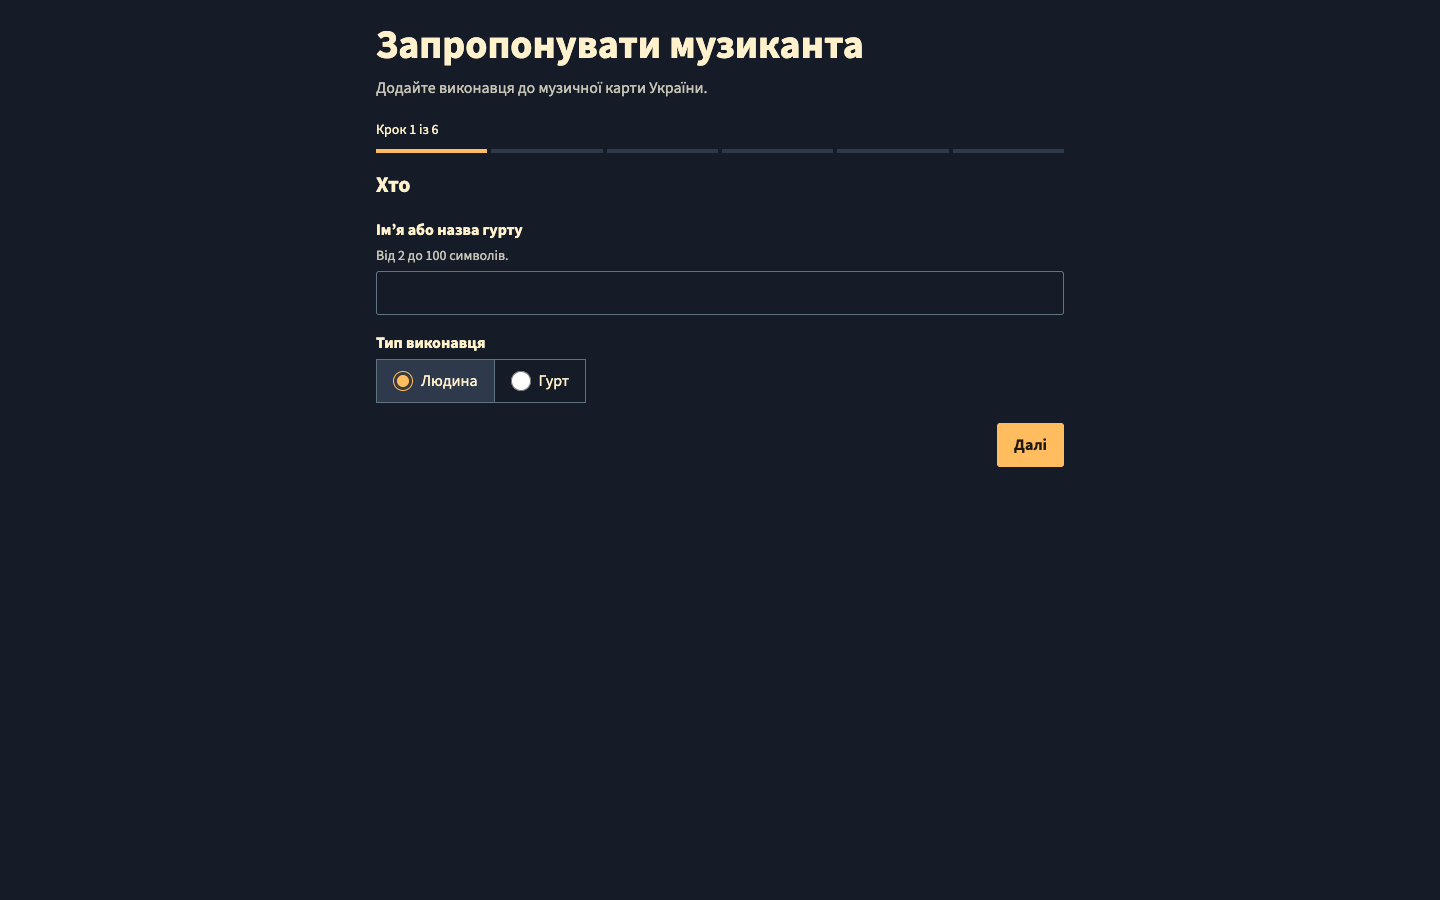 Запропонувати музиканта
Додайте виконавця до музичної карти України.
Крок 1 із 6
Хто
Ім’я або назва гурту
Від 2 до 100 символів.
Тип виконавця
Людина
Гурт
Далі